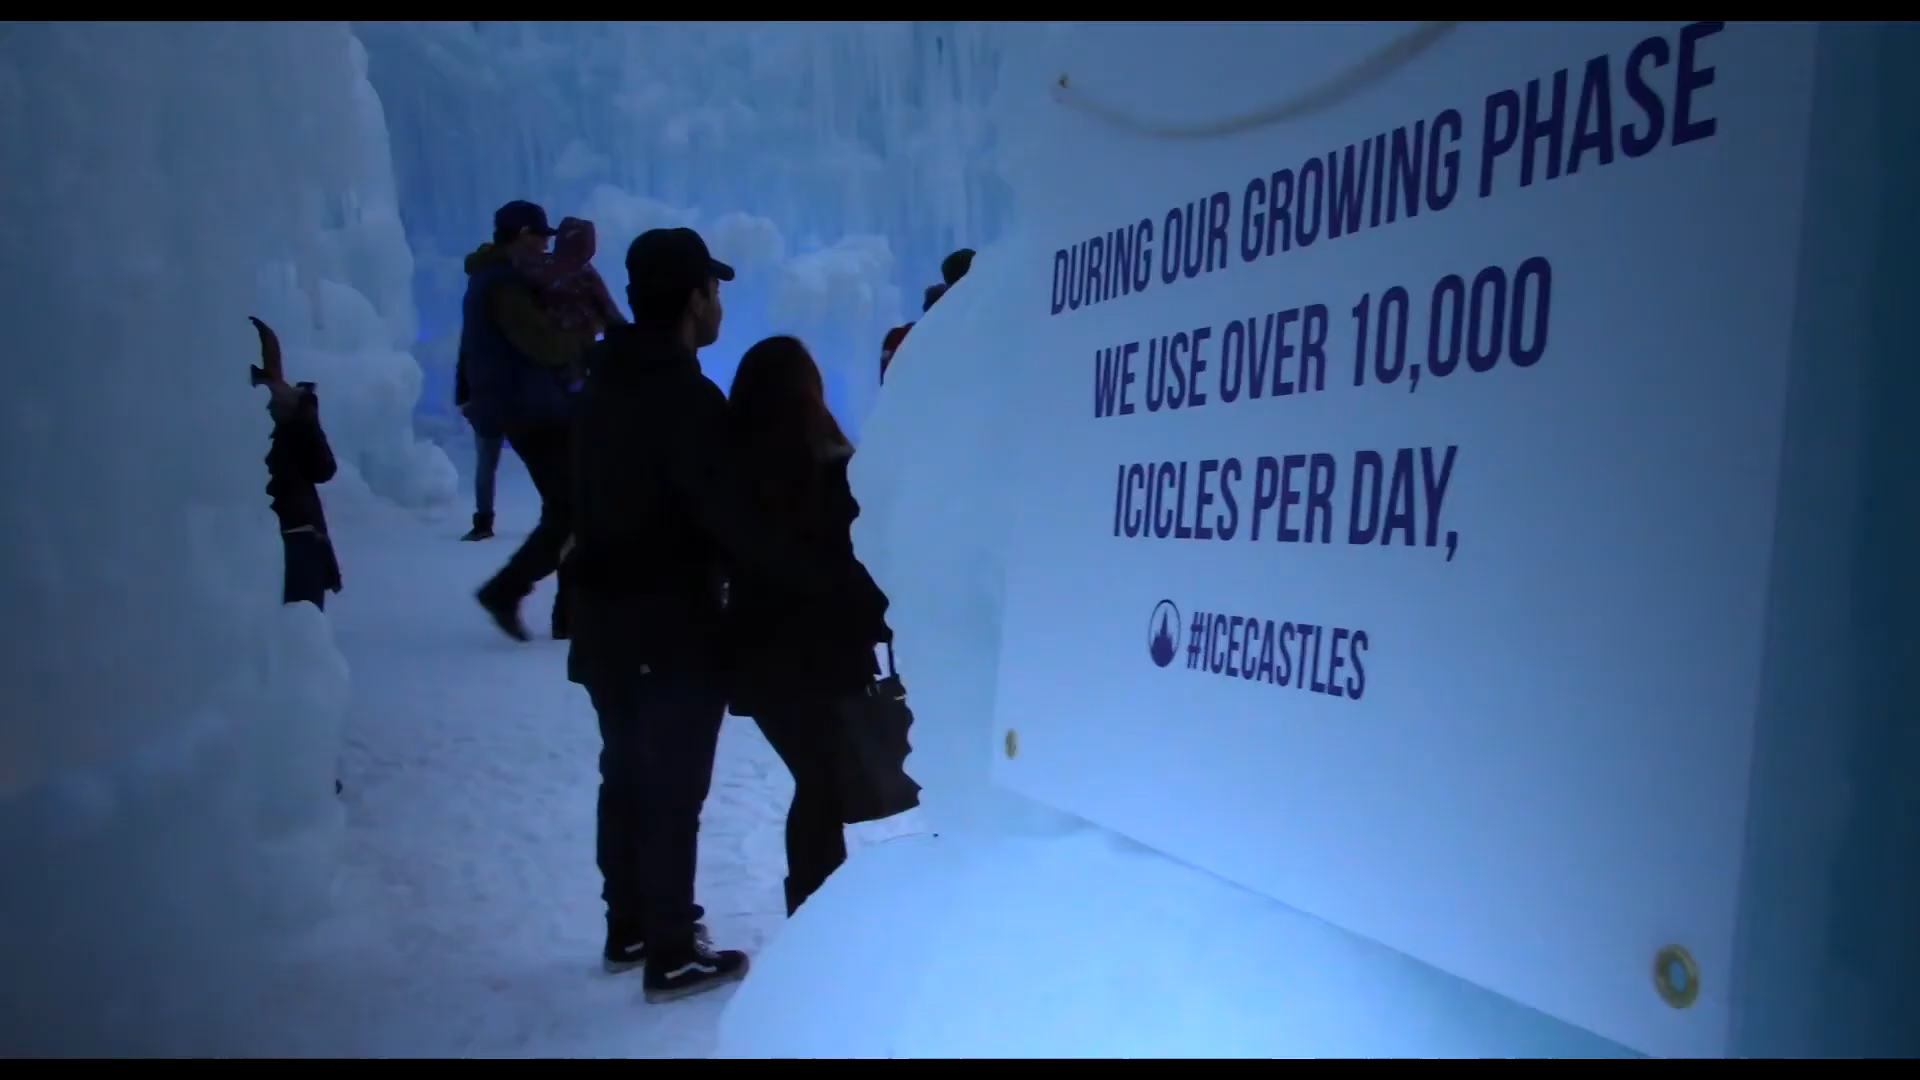 DURING OUR GROWING PHASE
WE USE OVER 10,000
ICICLES PER DAY,
#ICECASTLES